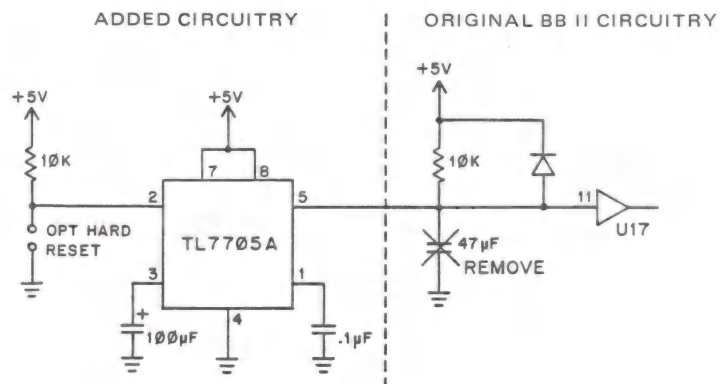 ADDED CIRCUITRY
ORIGINAL BB II CIRCUITRY
+5V
+5V
+5V
10K
7
8
10K
2
5
11
OPT HARD
RESET
TL7705A
U17
47µF
REMOVE
3
1
+
100µF
4
.1µF